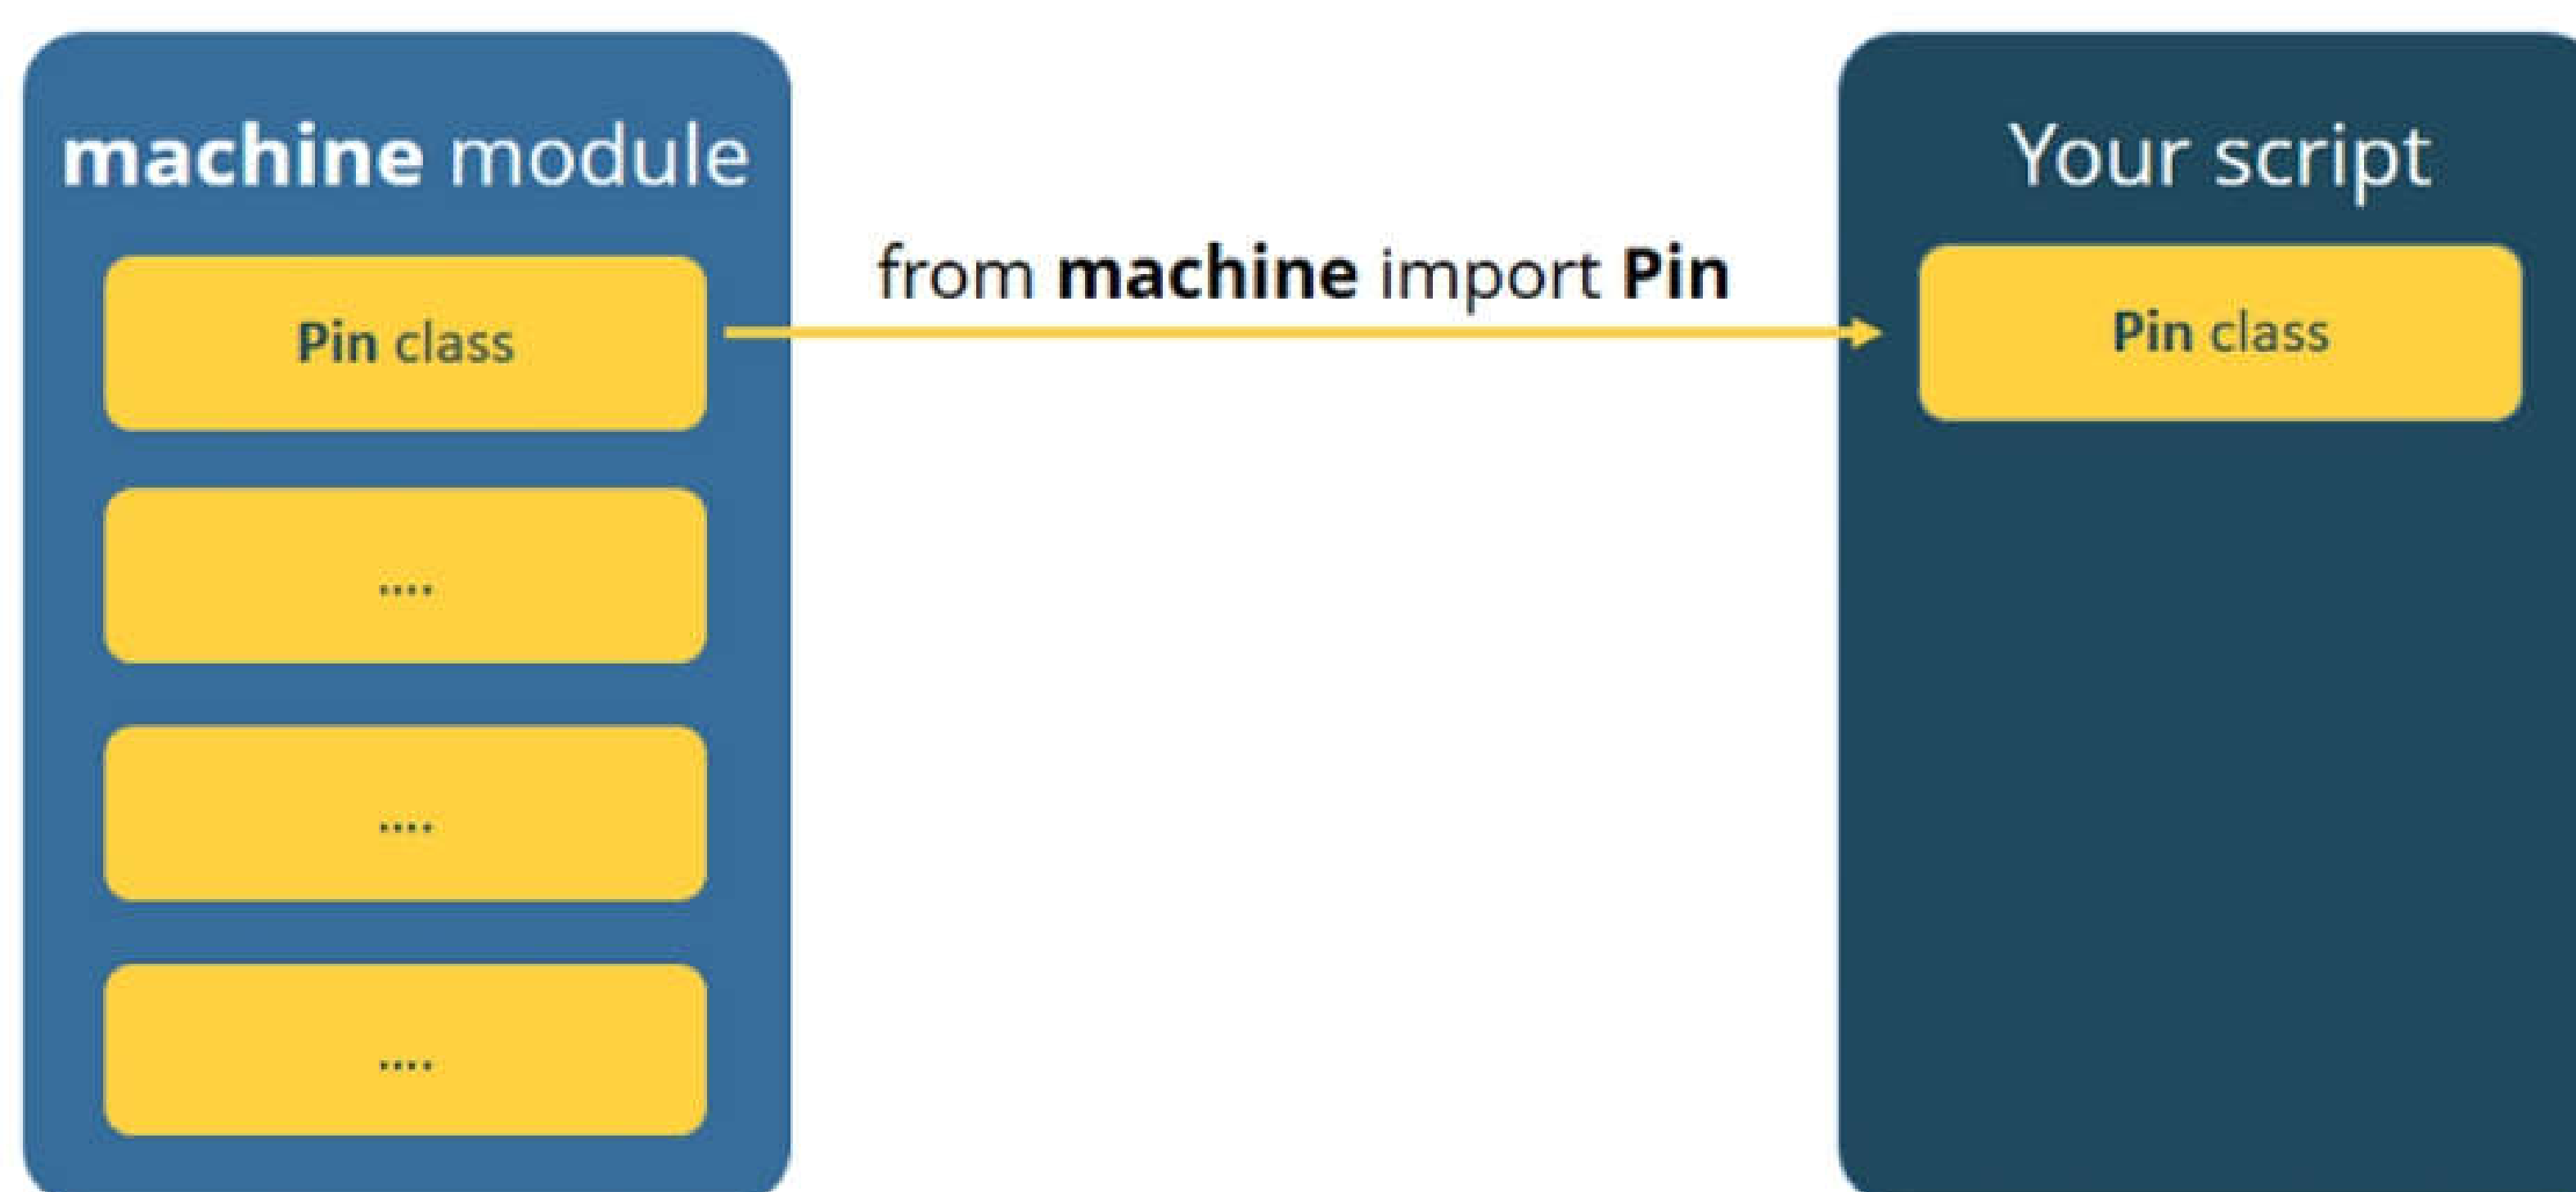 machine module
Pin class
....
....
....
from machine import Pin
Your script
Pin class